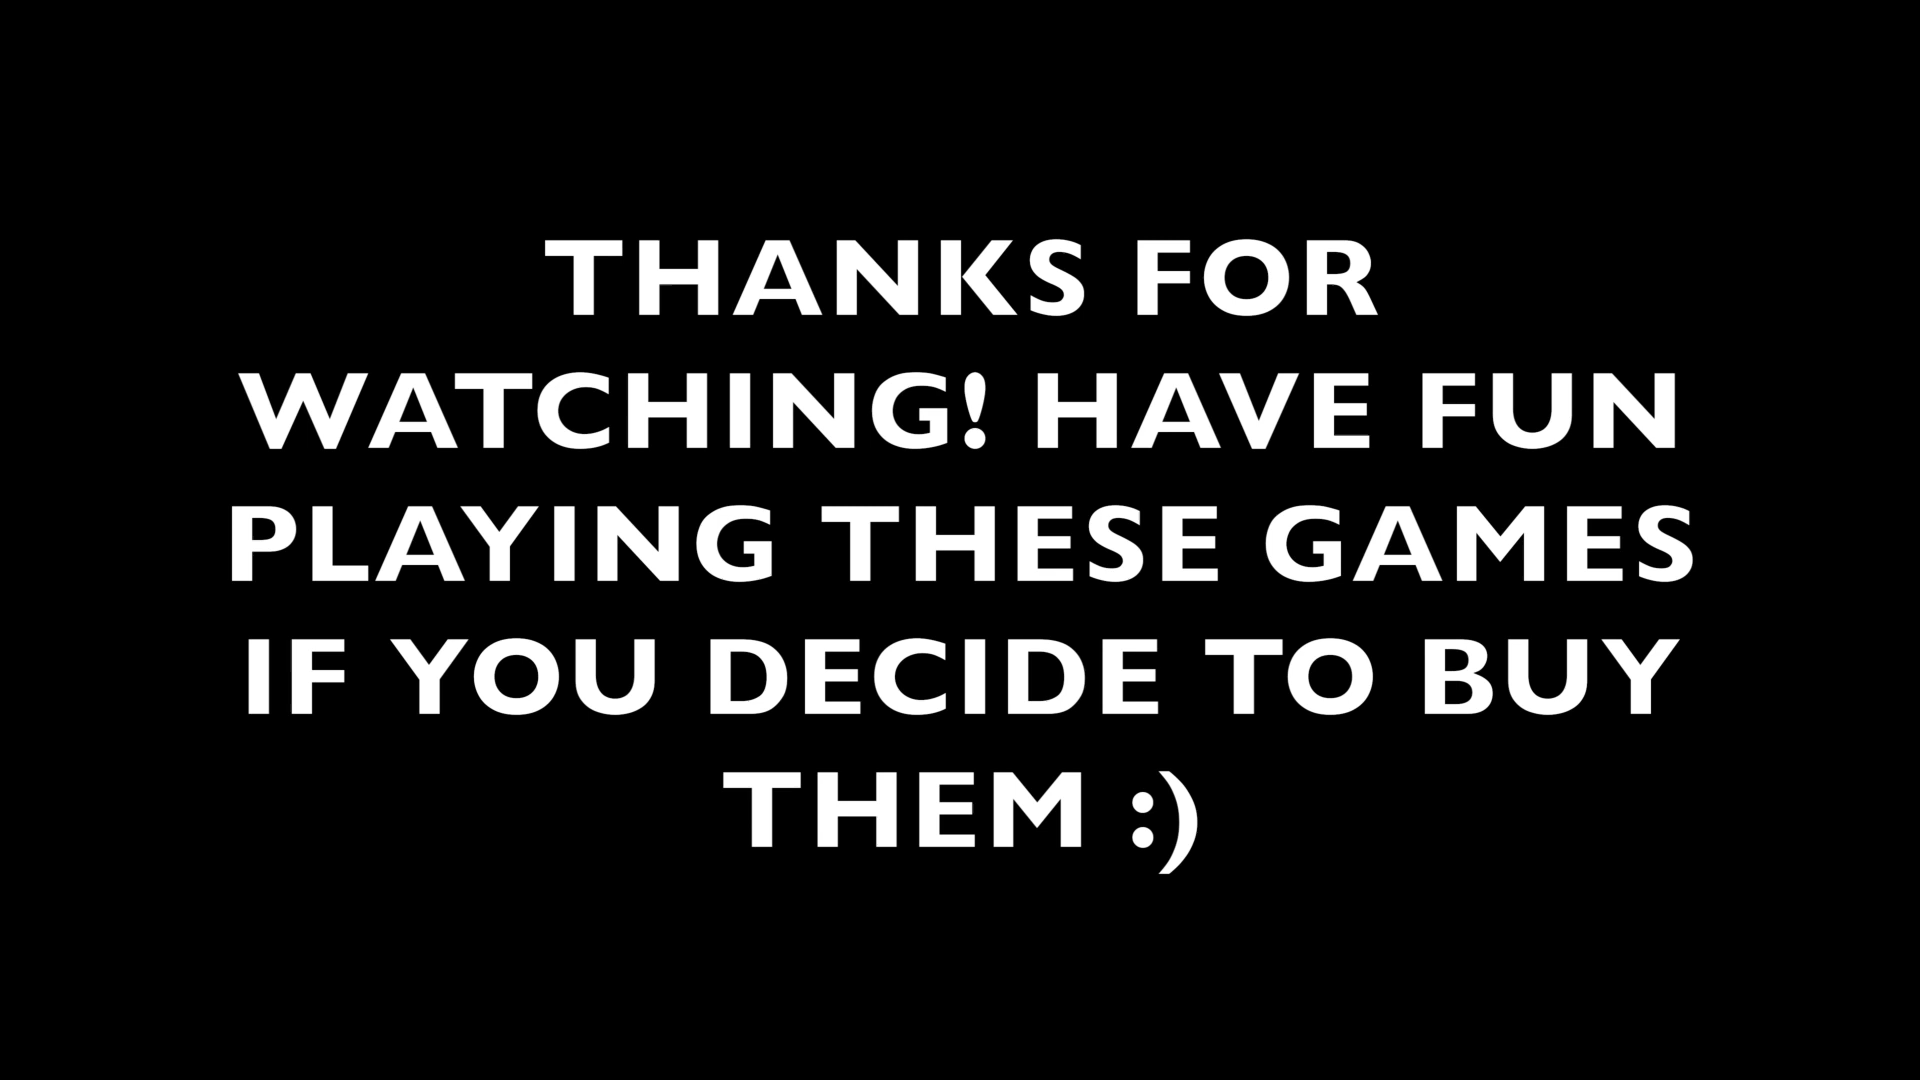 THANKS FOR
WATCHING! HAVE FUN
PLAYING THESE GAMES
IF YOU DECIDE TO BUY
THEM :)